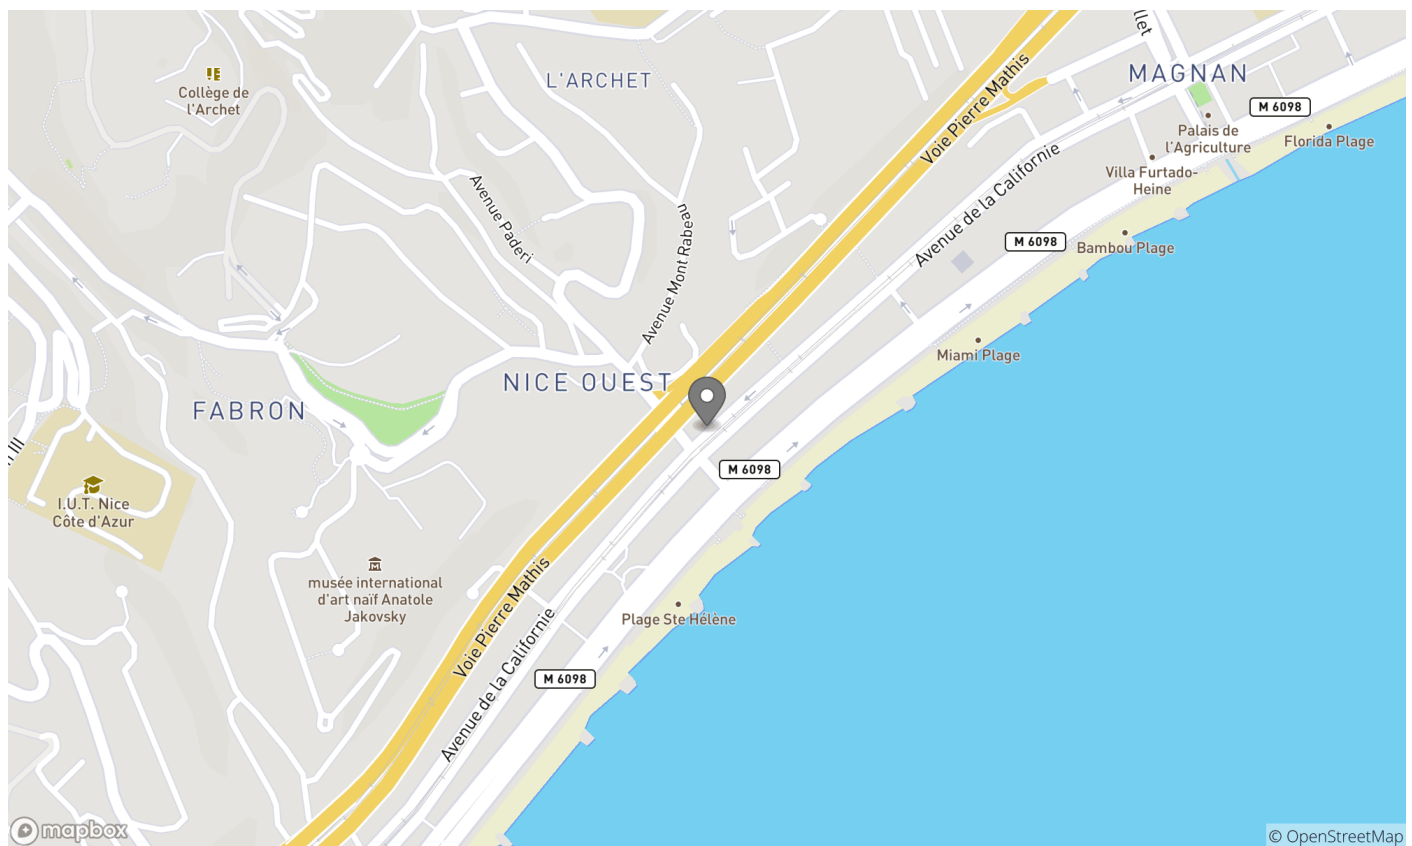 llet
MAGNAN
L'ARCHET
Collège de
l'Archet
Voie Pierre Mathis
M 6098
Palais de
l'Agriculture
Florida Plage
Villa Furtado-
Heine
Avenue Paderi
Avenue de la Californie
Avenue Mont Rabeau
M 6098
Bambou Plage
Miami Plage
NICE OUEST
FABRON
M 6098
I.U.T. Nice
Côte d'Azur
musée international
d'art naïf Anatole
Jakovsky
Voie Pierre Mathis
Plage Ste Hélène
Avenue de la Californie
M 6098
mapbox
© OpenStreetMap